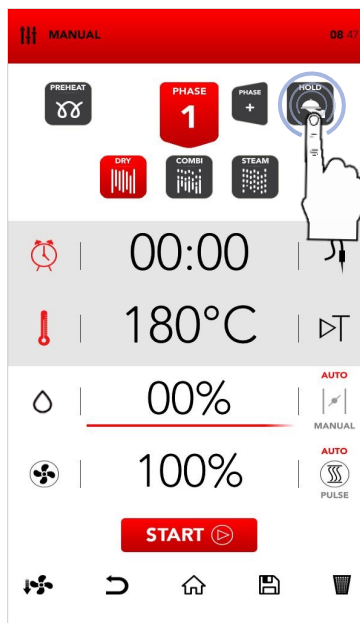 MANUAL
08:47
PREHEAT
PHASE
1
PHASE
+
HOLD
DRY
COMBI
STEAM
00:00
180°C
00%
AUTO
MANUAL
100%
AUTO
PULSE
START